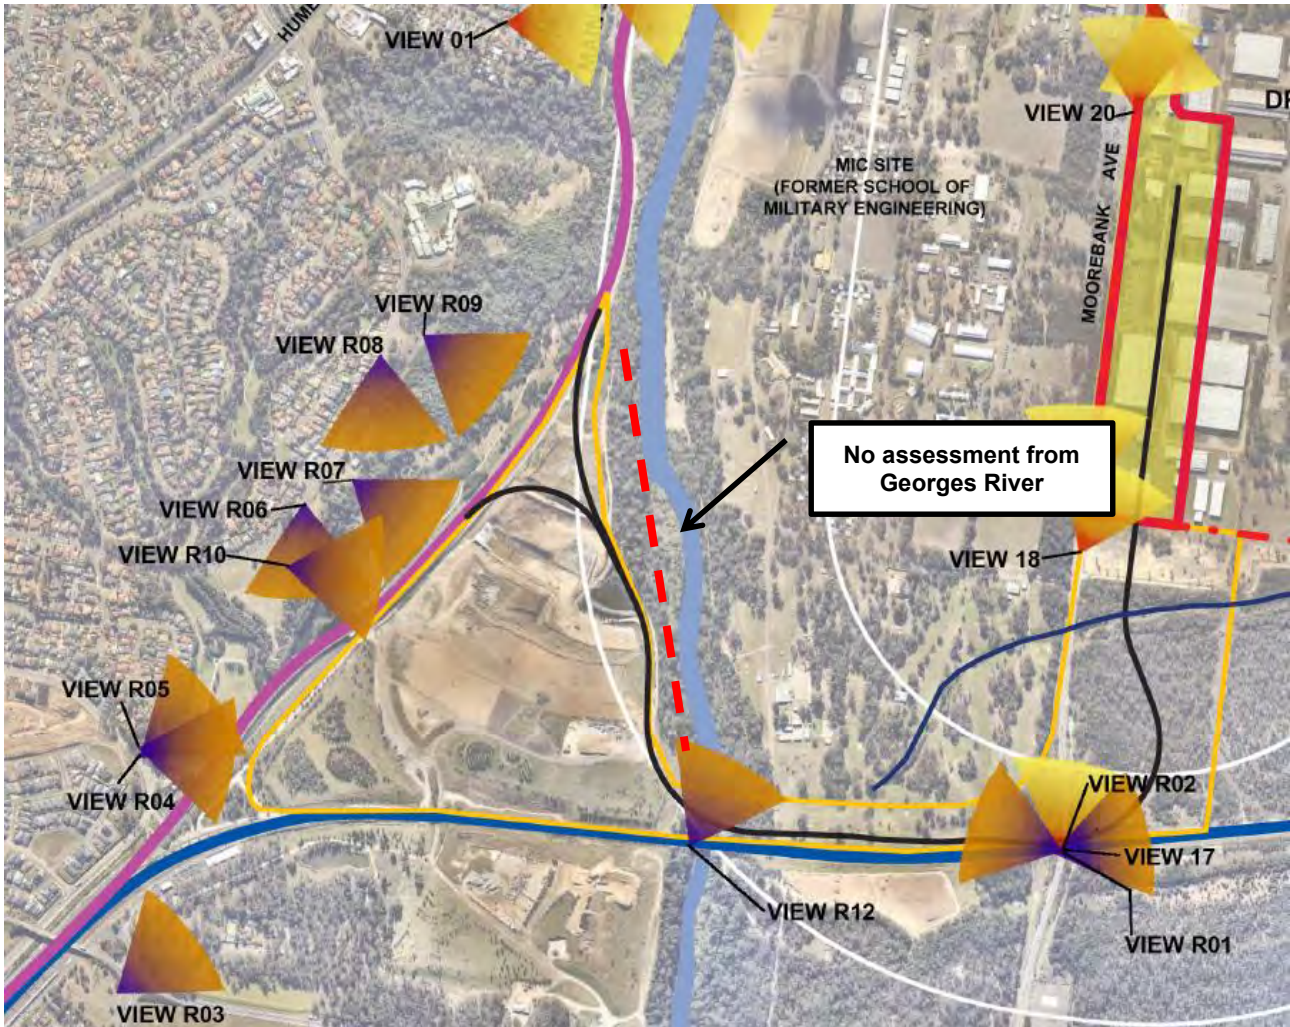 HUME
VIEW 01
MAIN
VIEW 20
MOOREBANK AVE
MIC SITE
(FORMER SCHOOL OF
MILITARY ENGINEERING)
VIEW R09
VIEW R08
No assessment from
Georges River
VIEW R07
VIEW R06
VIEW R10
VIEW 18
VIEW R05
VIEW R04
VIEW R02
VIEW 17
VIEW R12
VIEW R01
VIEW R03